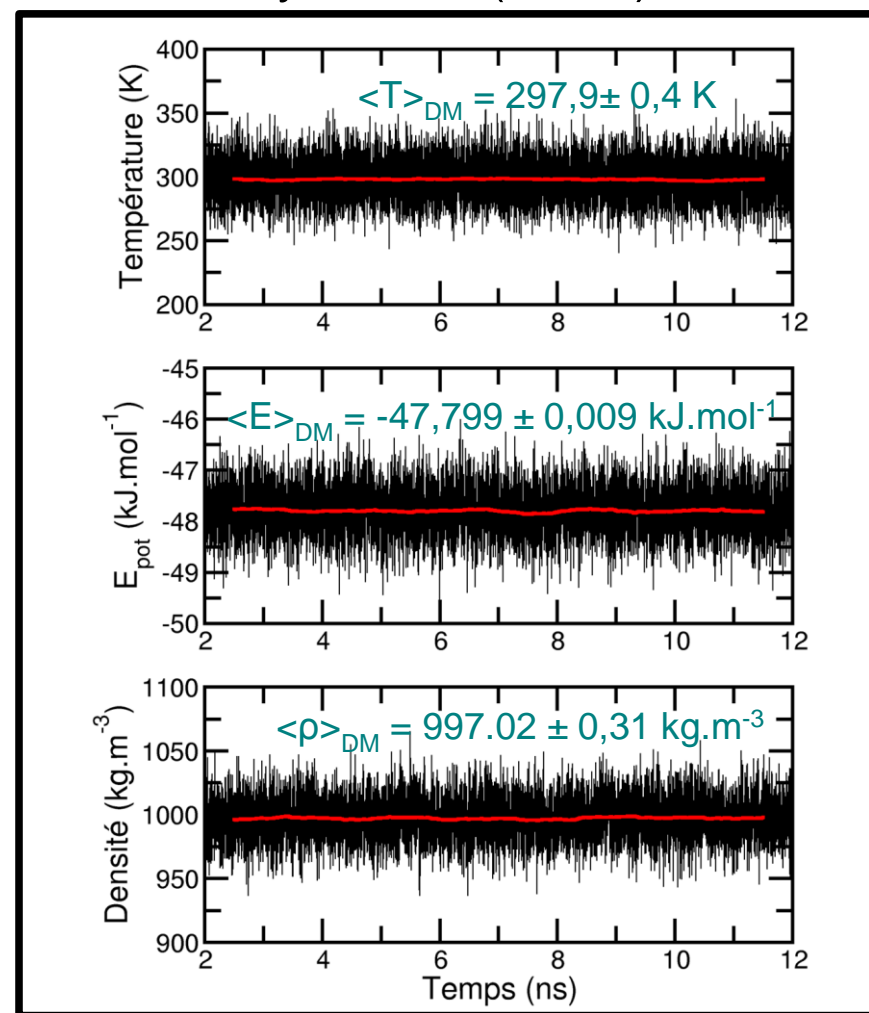 400
350
300
250
200
Température (K)
<T>DM = 297,9± 0,4 K
2 4 6 8 10 12
-45
-46
-47
-48
-49
-50
Epot (kJ.mol-1)
<E>DM = -47,799 ± 0,009 kJ.mol-1
2 4 6 8 10 12
1100
1050
1000
950
900
Densité (kg.m-3)
<ρ>DM = 997.02 ± 0,31 kg.m-3
2 4 6 8 10 12
Temps (ns)